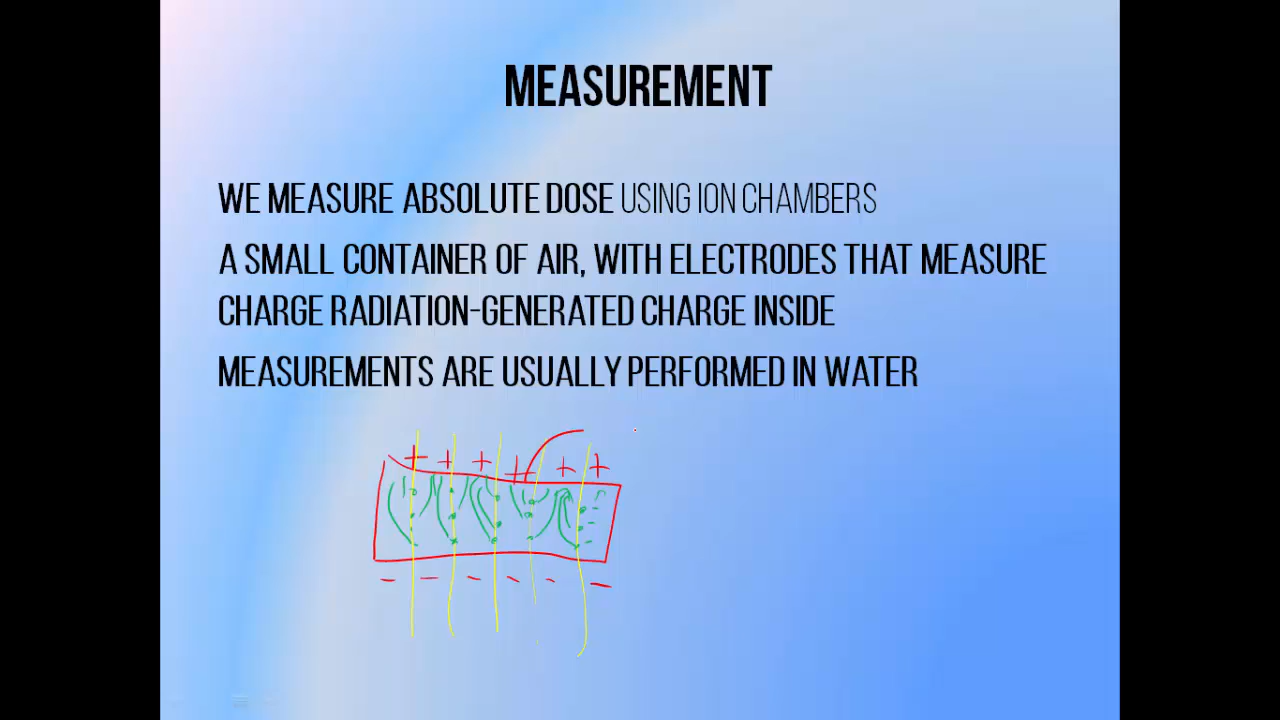 MEASUREMENT
WE MEASURE ABSOLUTE DOSE USING ION CHAMBERS
A SMALL CONTAINER OF AIR, WITH ELECTRODES THAT MEASURE
CHARGE RADIATION-GENERATED CHARGE INSIDE
MEASUREMENTS ARE USUALLY PERFORMED IN WATER
+ + + + + +
- - - - - -